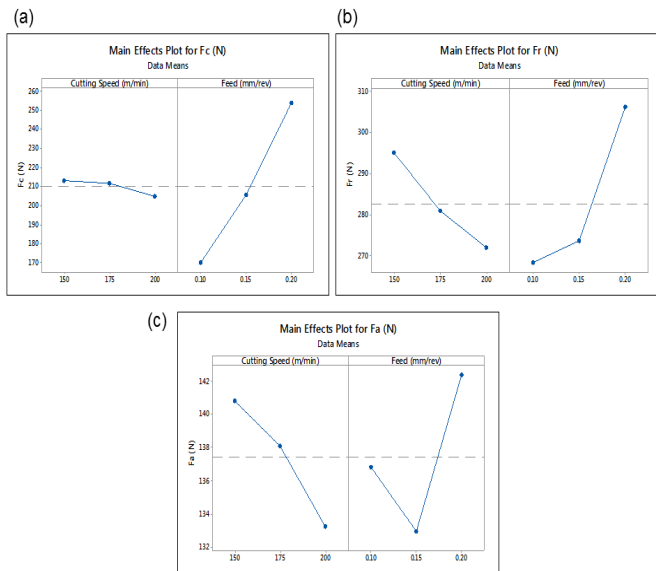 (a)
Main Effects Plot for Fc (N)
Data Means
Cutting Speed (m/min) Feed (mm/rev)
260
250
240
230
220
210
200
190
180
170
Fc (N)
150 175 200 0.10 0.15 0.20
(b)
Main Effects Plot for Fr (N)
Data Means
Cutting Speed (m/min) Feed (mm/rev)
310
300
290
280
270
Fr (N)
150 175 200 0.10 0.15 0.20
(c)
Main Effects Plot for Fa (N)
Data Means
Cutting Speed (m/min) Feed (mm/rev)
142
140
138
136
134
132
Fa (N)
150 175 200 0.10 0.15 0.20